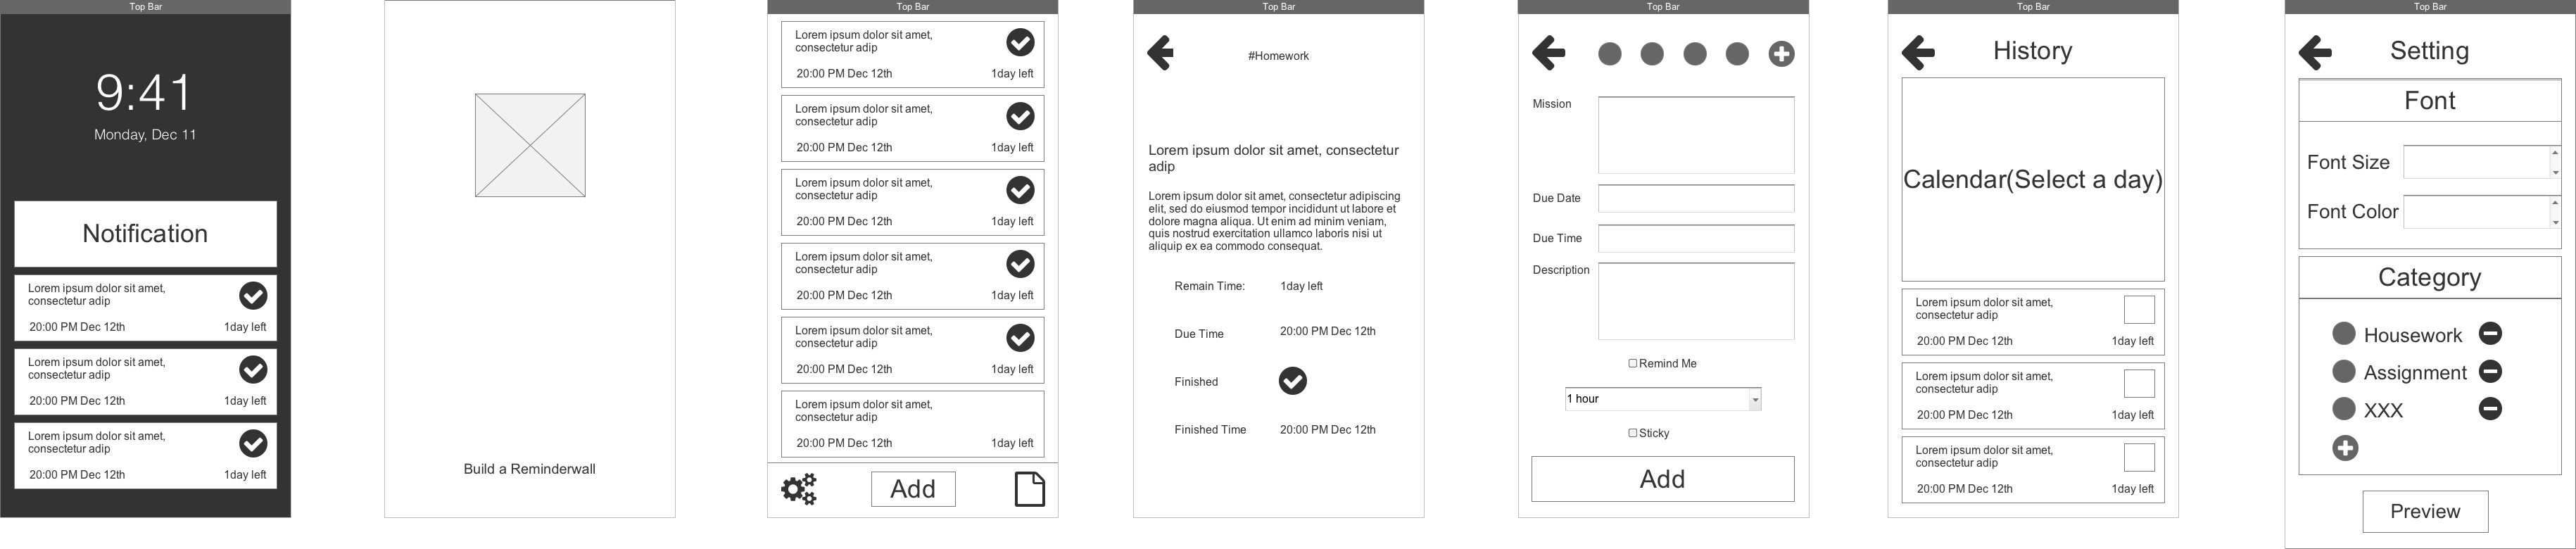 Top Bar
9:41
Monday, Dec 11
Notification
Lorem ipsum dolor sit amet,
consectetur adip
20:00 PM Dec 12th 1day left
Lorem ipsum dolor sit amet,
consectetur adip
20:00 PM Dec 12th 1day left
Lorem ipsum dolor sit amet,
consectetur adip
20:00 PM Dec 12th 1day left
Build a Reminderwall
Top Bar
Lorem ipsum dolor sit amet,
consectetur adip
20:00 PM Dec 12th 1day left
Lorem ipsum dolor sit amet,
consectetur adip
20:00 PM Dec 12th 1day left
Lorem ipsum dolor sit amet,
consectetur adip
20:00 PM Dec 12th 1day left
Lorem ipsum dolor sit amet,
consectetur adip
20:00 PM Dec 12th 1day left
Lorem ipsum dolor sit amet,
consectetur adip
20:00 PM Dec 12th 1day left
Lorem ipsum dolor sit amet,
consectetur adip
20:00 PM Dec 12th 1day left
Add
Top Bar
#Homework
Lorem ipsum dolor sit amet, consectetur
adip
Lorem ipsum dolor sit amet, consectetur adipiscing
elit, sed do eiusmod tempor incididunt ut labore et
dolore magna aliqua. Ut enim ad minim veniam,
quis nostrud exercitation ullamco laboris nisi ut
aliquip ex ea commodo consequat.
Remain Time: 1day left
Due Time 20:00 PM Dec 12th
Finished
Finished Time 20:00 PM Dec 12th
Top Bar
Mission
Due Date
Due Time
Description
Remind Me
1 hour
Sticky
Add
Top Bar
History
Calendar(Select a day)
Lorem ipsum dolor sit amet,
consectetur adip
20:00 PM Dec 12th 1day left
Lorem ipsum dolor sit amet,
consectetur adip
20:00 PM Dec 12th 1day left
Lorem ipsum dolor sit amet,
consectetur adip
20:00 PM Dec 12th 1day left
Top Bar
Setting
Font
Font Size
Font Color
Category
Housework
Assignment
XXX
Preview